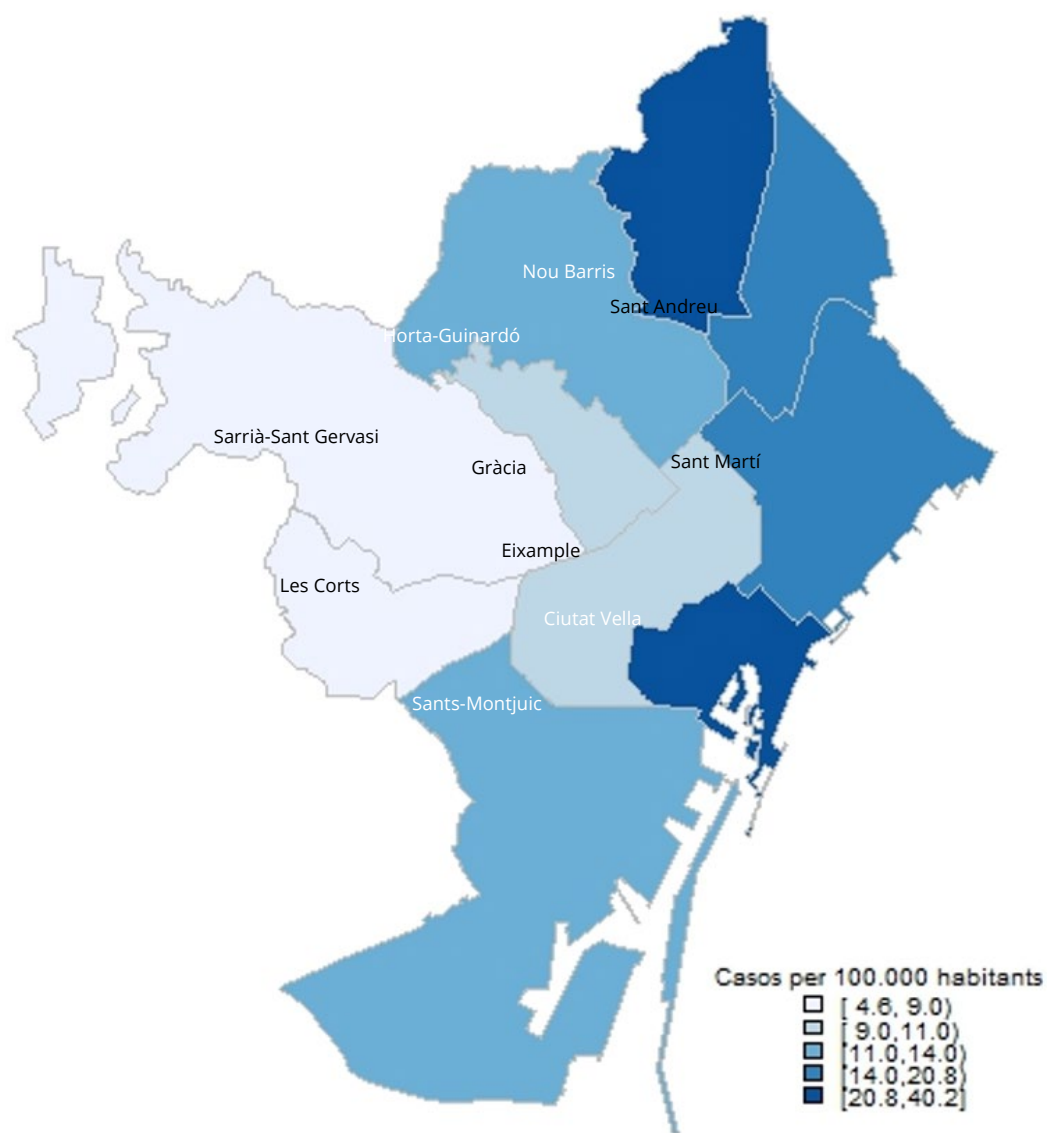 Nou Barris
Sant Andreu
Horta-Guinardó
Sarrià-Sant Gervasi
Gràcia
Sant Martí
Eixample
Les Corts
Ciutat Vella
Sants-Montjuic
Casos per 100.000 habitants
[ 4.6, 9.0)
[ 9.0,11.0)
[11.0,14.0)
[14.0,20.8)
[20.8,40.2]